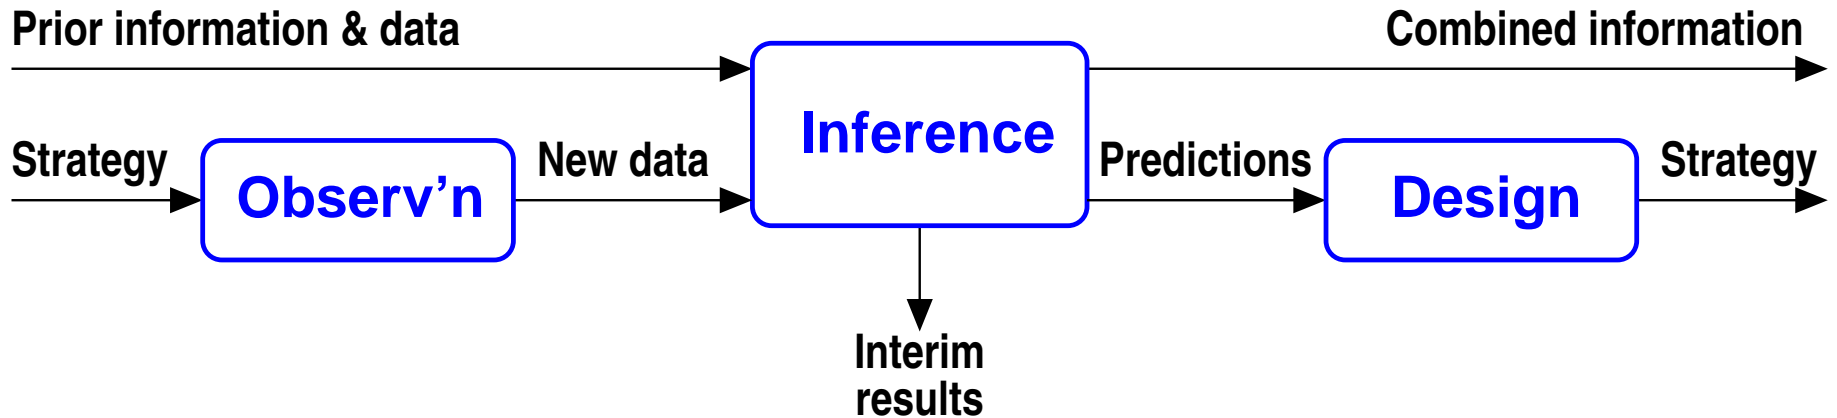 Prior information & data
Combined information
Inference
Strategy
Observ’n
New data
Predictions
Design
Strategy
Interim
results